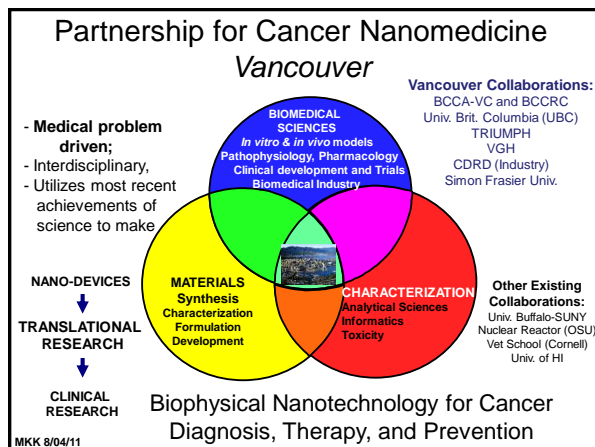 Partnership for Cancer Nanomedicine
Vancouver
- Medical problem
driven;
- Interdisciplinary,
- Utilizes most recent
achievements of
science to make
NANO-DEVICES
TRANSLATIONAL
RESEARCH
CLINICAL
RESEARCH
BIOMEDICAL
SCIENCES
In vitro & in vivo models
Pathophysiology, Pharmacology
Clinical development and Trials
Biomedical Industry
MATERIALS
Synthesis
Characterization
Formulation
Development
CHARACTERIZATION
Analytical Sciences
Informatics
Toxicity
Vancouver Collaborations:
BCCA-VC and BCCRC
Univ. Brit. Columbia (UBC)
TRIUMPH
VGH
CDRD (Industry)
Simon Frasier Univ.
Other Existing
Collaborations:
Univ. Buffalo-SUNY
Nuclear Reactor (OSU)
Vet School (Cornell)
Univ. of HI
Biophysical Nanotechnology for Cancer
Diagnosis, Therapy, and Prevention
MKK 8/04/11